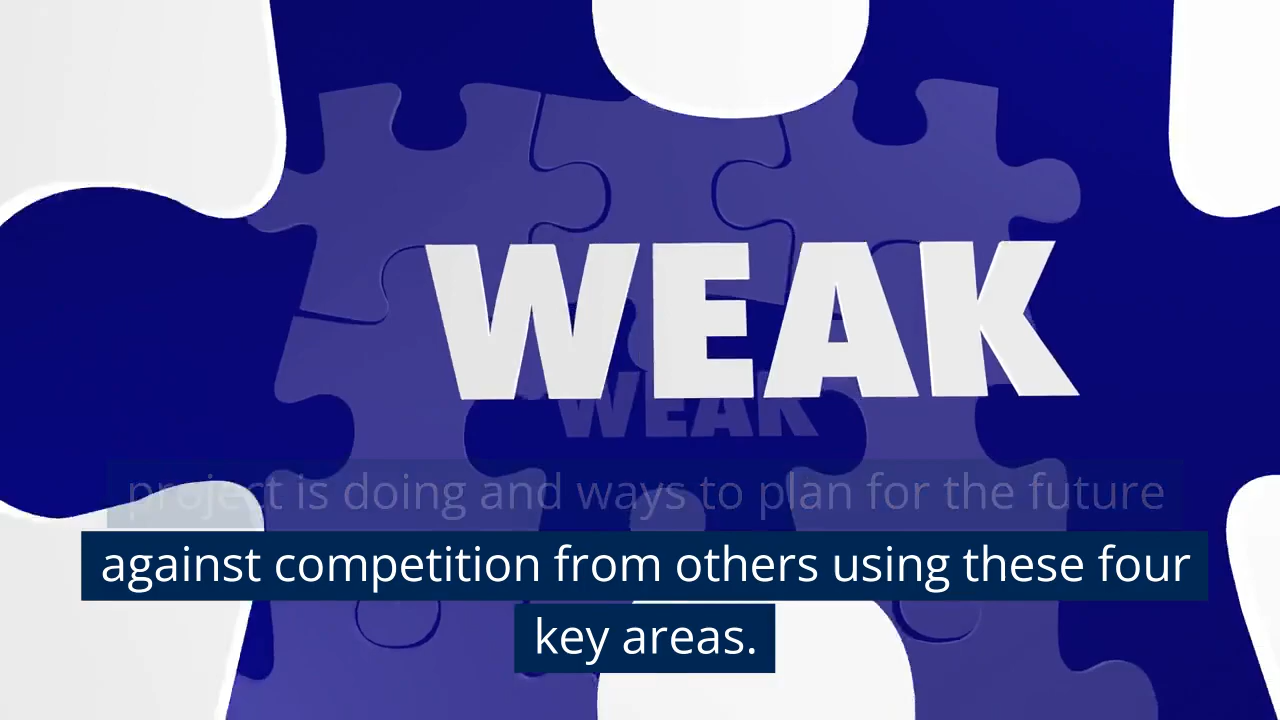 WEAK
WEAK
project is doing and ways to plan for the future
against competition from others using these four
key areas.